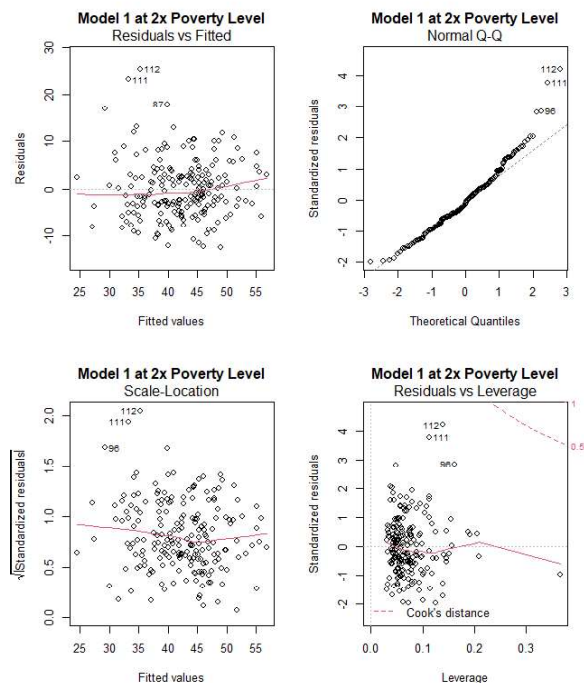 Model 1 at 2x Poverty Level
Residuals vs Fitted
Residuals
30
20
10
0
-10
112
111
87
25 30 35 40 45 50 55
Fitted values
Model 1 at 2x Poverty Level
Normal Q-Q
Standardized residuals
4
3
2
1
0
-1
-2
112
111
96
-3 -2 -1 0 1 2 3
Theoretical Quantiles
Model 1 at 2x Poverty Level
Scale-Location
√|Standardized residuals|
2.0
1.5
1.0
0.5
0.0
112
111
96
25 30 35 40 45 50 55
Fitted values
Model 1 at 2x Poverty Level
Residuals vs Leverage
Standardized residuals
4
3
2
1
0
-1
-2
112
111
96
1
0.5
Cook's distance
0.0 0.1 0.2 0.3
Leverage